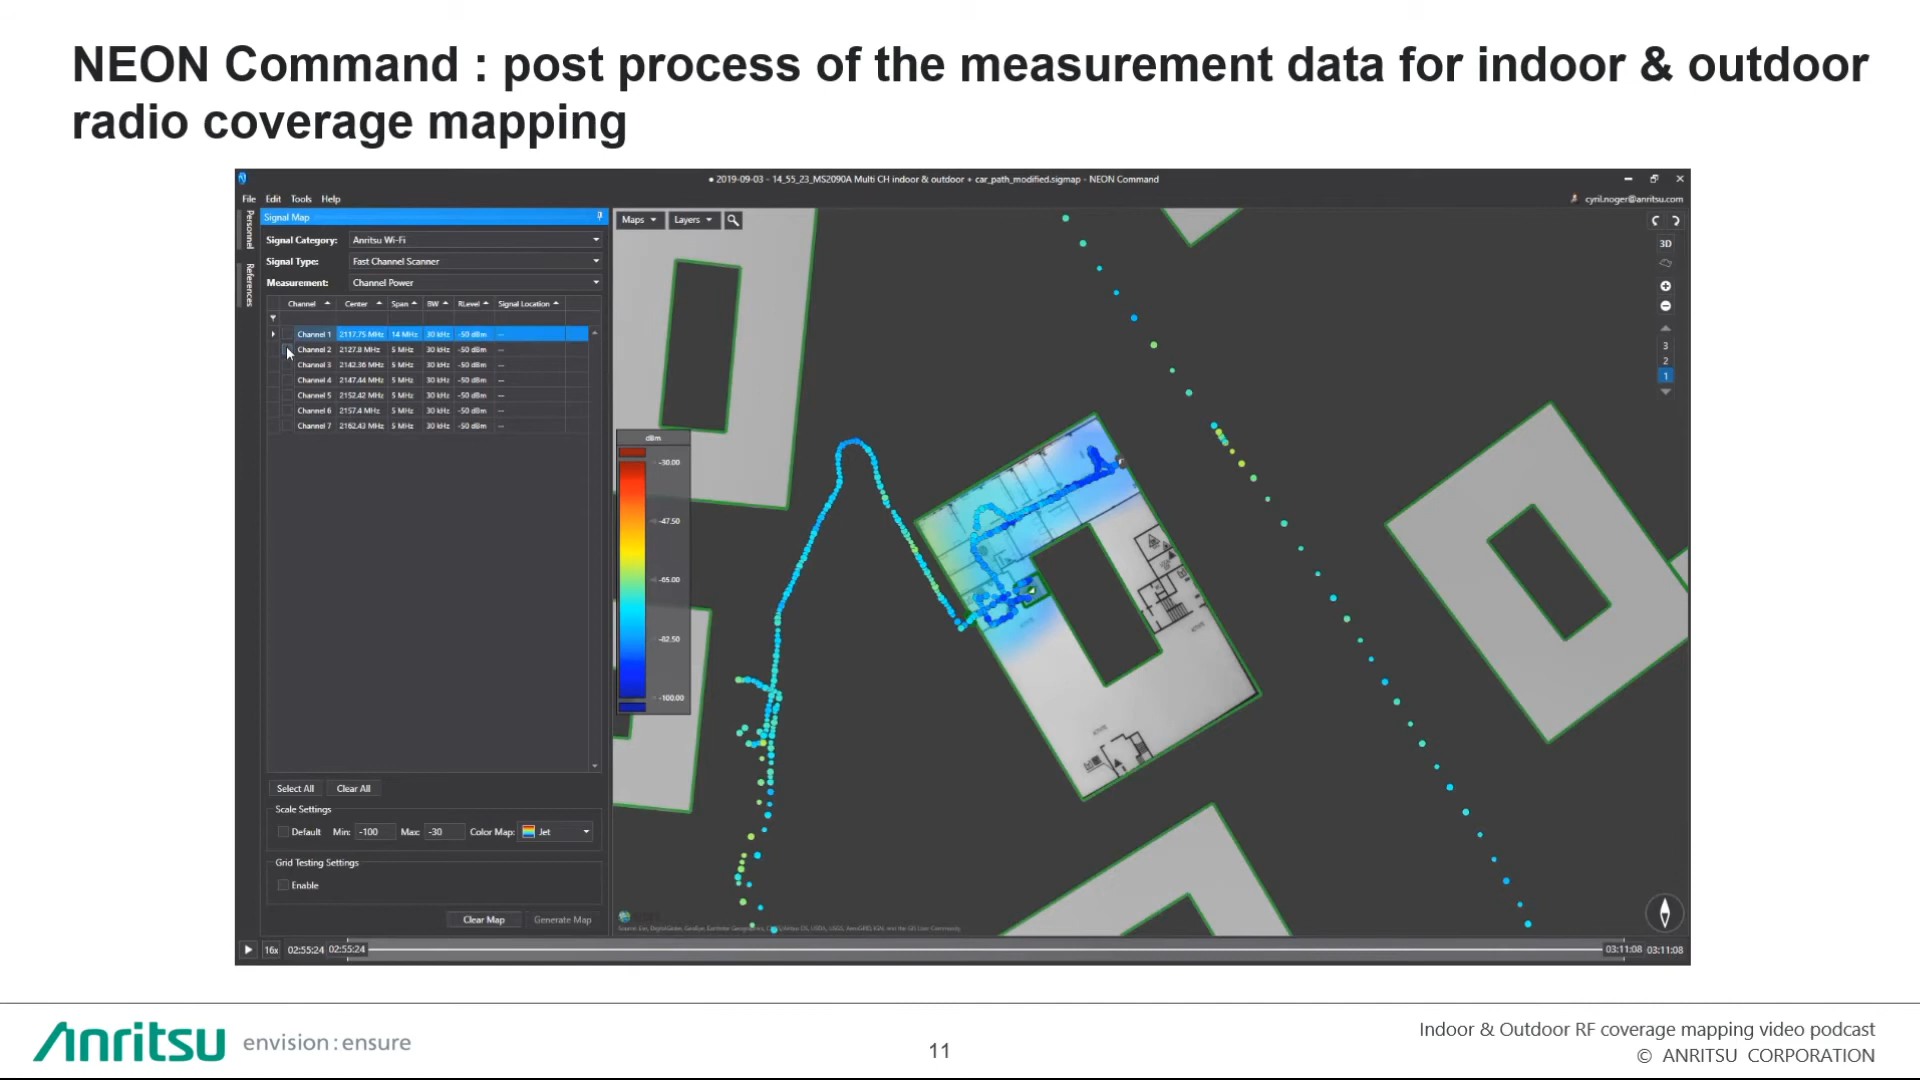 NEON Command : post process of the measurement data for indoor & outdoor
radio coverage mapping
● 2019-09-03 - 14_55_23_MS2090A Multi CH indoor & outdoor + car_path_modified.sigmap - NEON Command
File Edit Tools Help
cyril.noger@anritsu.com
Personnel
References
Signal Map
Signal Category: Anritsu Wi-Fi
Signal Type: Fast Channel Scanner
Measurement: Channel Power
Channel Center Span BW RLevel Signal Location
Channel 1 2117.75 MHz 14 MHz 30 kHz -50 dBm --
Channel 2 2127.8 MHz 5 MHz 30 kHz -50 dBm --
Channel 3 2142.36 MHz 5 MHz 30 kHz -50 dBm --
Channel 4 2147.44 MHz 5 MHz 30 kHz -50 dBm --
Channel 5 2152.42 MHz 5 MHz 30 kHz -50 dBm --
Channel 6 2157.4 MHz 5 MHz 30 kHz -50 dBm --
Channel 7 2162.43 MHz 5 MHz 30 kHz -50 dBm --
Select All Clear All
Scale Settings
Default Min: -100 Max: -30 Color Map: Jet
Grid Testing Settings
Enable
Clear Map Generate Map
Maps Layers
3D
3
2
1
dBm
-30.00
-47.50
-65.00
-82.50
-100.00
16x 02:55:24 02:55:24 03:11:08 03:11:08
Anritsu envision : ensure
11
Indoor & Outdoor RF coverage mapping video podcast
© ANRITSU CORPORATION